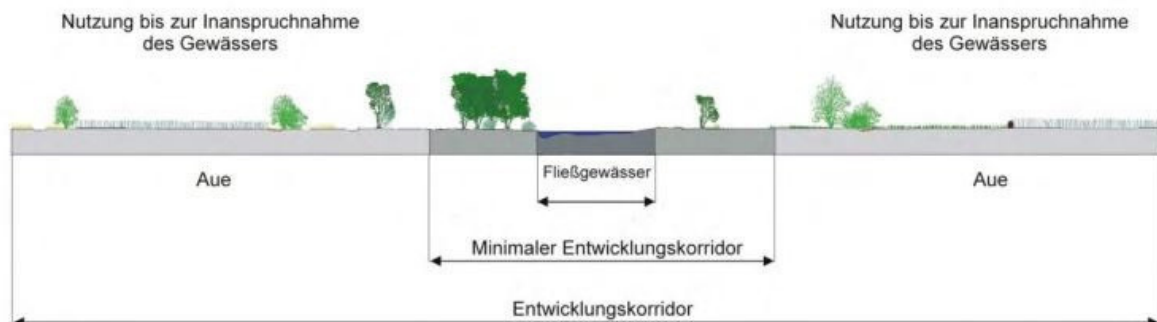 Nutzung bis zur Inanspruchnahme
des Gewässers
Nutzung bis zur Inanspruchnahme
des Gewässers
Fließgewässer
Aue
Aue
Minimaler Entwicklungskorridor
Entwicklungskorridor